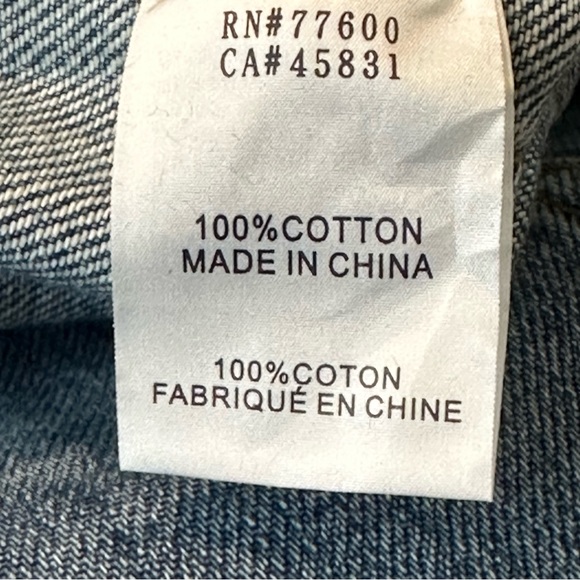 RN#77600
CA#45831
100%COTTON
MADE IN CHINA
100%COTON
FABRIQUÉ EN CHINE